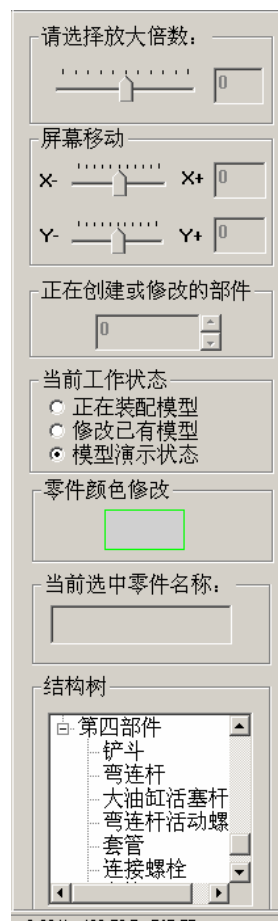 请选择放大倍数：
0
屏幕移动
X- X+ 0
Y- Y+ 0
正在创建或修改的部件
0
当前工作状态
正在装配模型
修改已有模型
模型演示状态
零件颜色修改
当前选中零件名称：
结构树
第四部件
铲斗
弯连杆
大油缸活塞杆
弯连杆活动螺
套管
连接螺栓